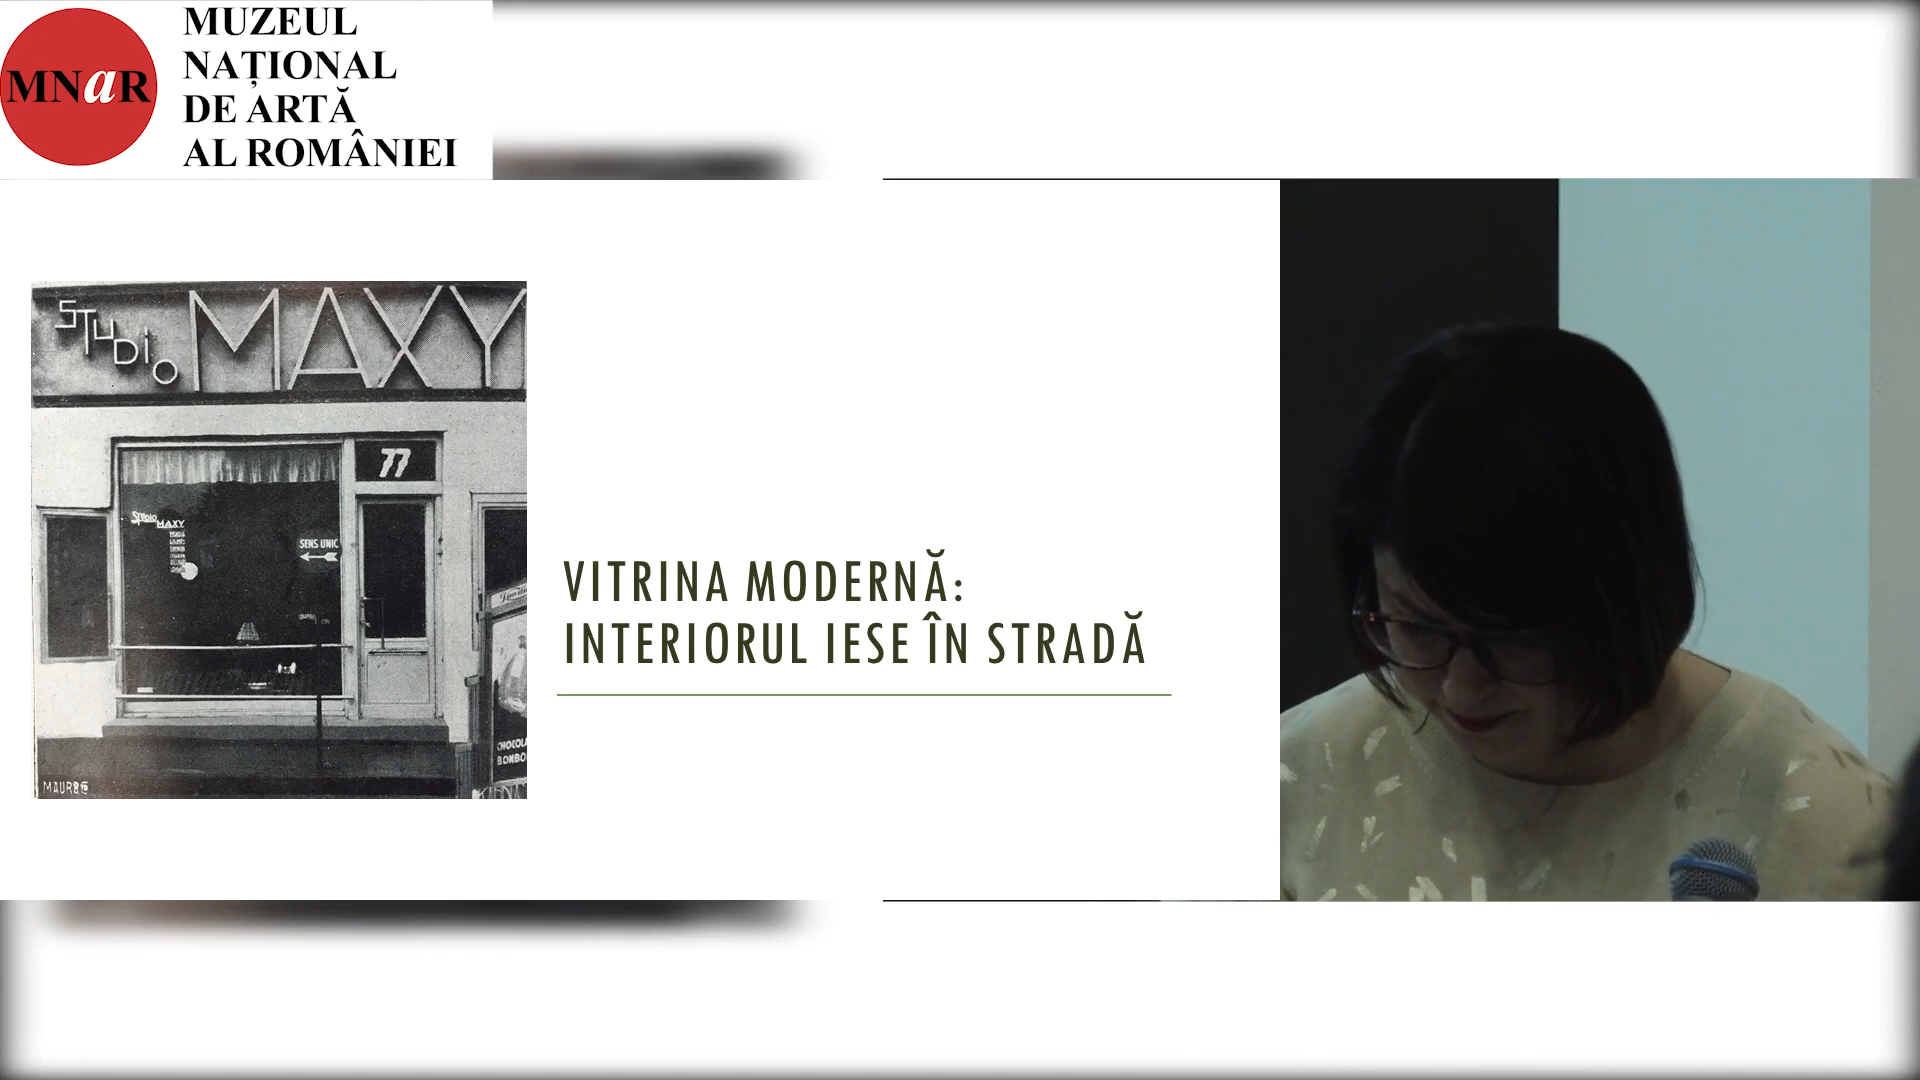 MNaR
MUZEUL
NAȚIONAL
DE ARTĂ
AL ROMÂNIEI
STUDIO MAXY
77
Studio MAXY
SENS UNIC
VITRINA MODERNĂ:
INTERIORUL IESE ÎN STRADĂ
CHOCOLA
BONBO